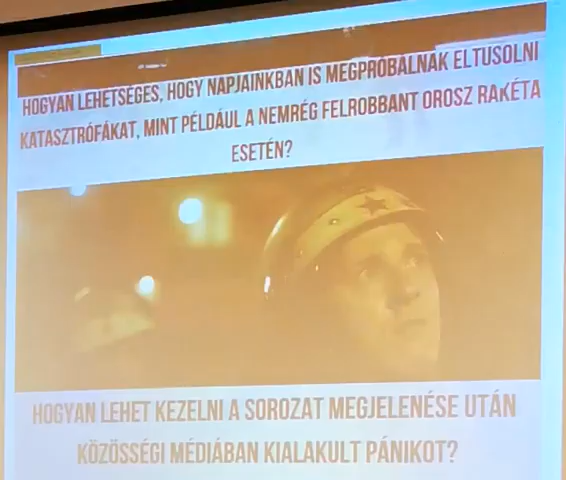 HOGYAN LEHETSÉGES, HOGY NAPJAINKBAN IS MEGPRÓBÁLNAK ELTUSOLNI
KATASZTRÓFÁKAT, MINT PÉLDÁUL A NEMRÉG FELROBBANT OROSZ RAKÉTA
ESETÉN?
HOGYAN LEHET KEZELNI A SOROZAT MEGJELENÉSE UTÁN
KÖZÖSSÉGI MÉDIÁBAN KIALAKULT PÁNIKOT?